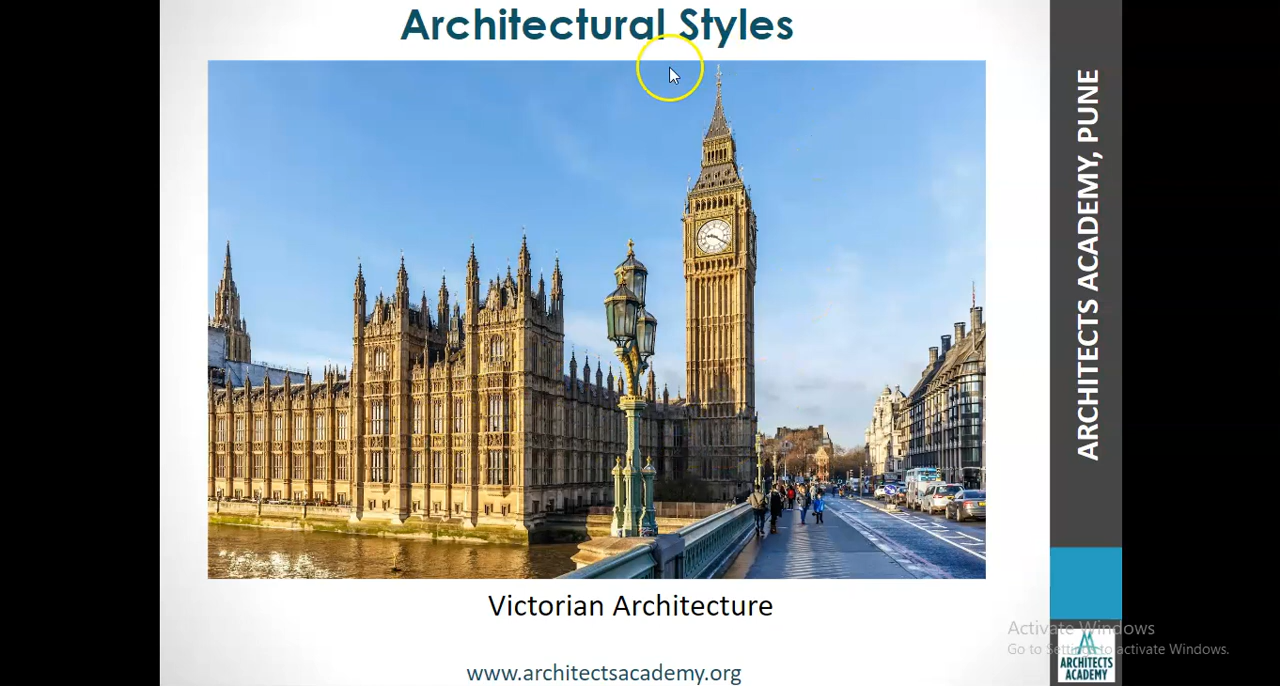 Architectural Styles
ARCHITECTS ACADEMY, PUNE
Victorian Architecture
www.architectsacademy.org
Activate Windows
Go to Settings to activate Windows.
ARCHITECTS
ACADEMY